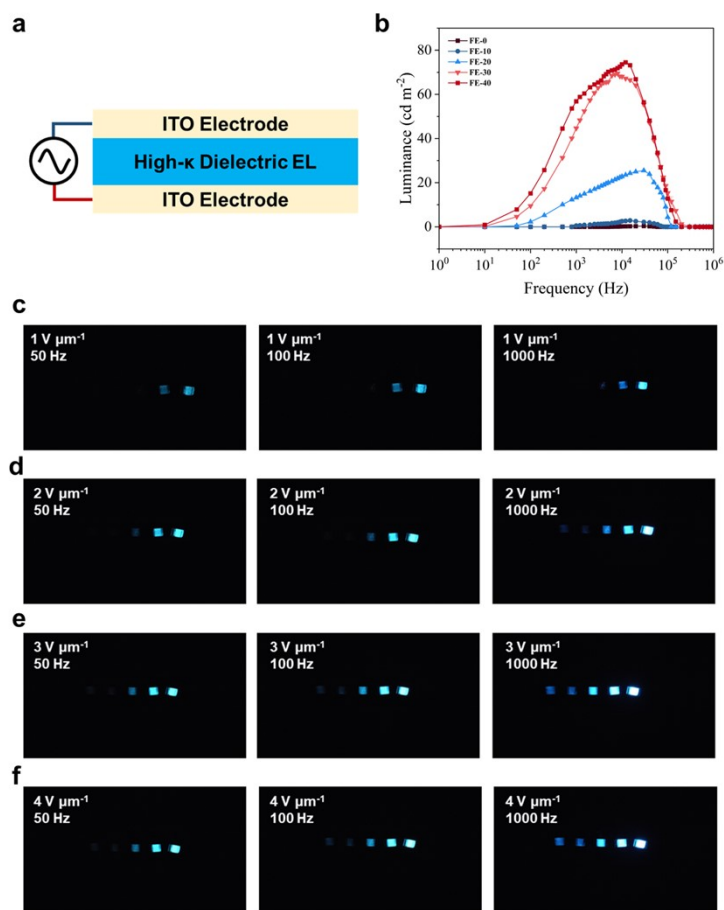 a
ITO Electrode
High-κ Dielectric EL
ITO Electrode
b
FE-0
FE-10
FE-20
FE-30
FE-40
Luminance (cd m⁻²)
80
60
40
20
0
10⁰ 10¹ 10² 10³ 10⁴ 10⁵ 10⁶
Frequency (Hz)
c
1 V μm⁻¹
50 Hz
1 V μm⁻¹
100 Hz
1 V μm⁻¹
1000 Hz
d
2 V μm⁻¹
50 Hz
2 V μm⁻¹
100 Hz
2 V μm⁻¹
1000 Hz
e
3 V μm⁻¹
50 Hz
3 V μm⁻¹
100 Hz
3 V μm⁻¹
1000 Hz
f
4 V μm⁻¹
50 Hz
4 V μm⁻¹
100 Hz
4 V μm⁻¹
1000 Hz